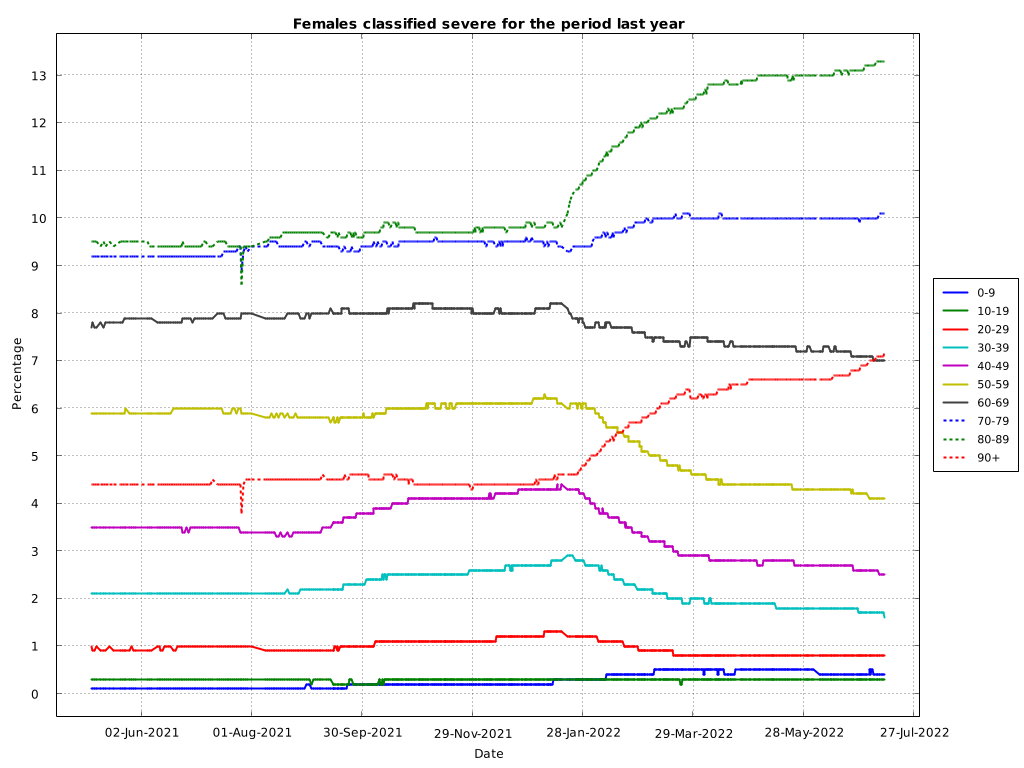 Females classified severe for the period last year
13
12
11
10
9
8
7
6
5
4
3
2
1
0
Percentage
02-Jun-2021
01-Aug-2021
30-Sep-2021
29-Nov-2021
28-Jan-2022
29-Mar-2022
28-May-2022
27-Jul-2022
Date
0-9
10-19
20-29
30-39
40-49
50-59
60-69
70-79
80-89
90+